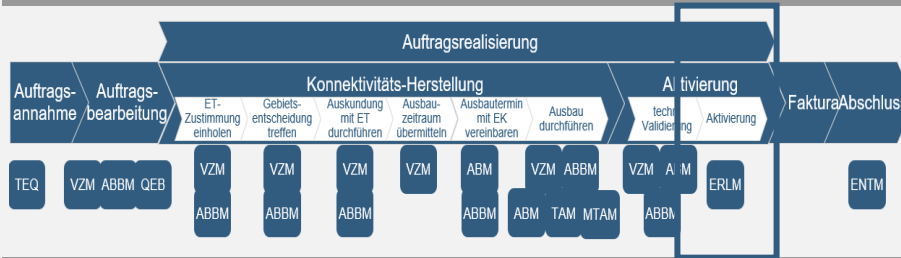 Auftragsrealisierung
Auftrags-
annahme
Auftrags-
bearbeitung
Konnektivitäts-Herstellung
ET-
Zustimmung
einholen
Gebiets-
entscheidung
treffen
Auskundung
mit ET
durchführen
Ausbau-
zeitraum
übermitteln
Ausbautermin
mit EK
vereinbaren
Ausbau
durchführen
Validierung
Aktivierung
Faktura
Abschlus
TEQ
VZM ABBM QEB
VZM
ABBM
VZM
ABBM
VZM
ABBM
VZM
ABM
ABBM
VZM ABBM
ABM TAM MTAM
VZM
ABBM
ERLM
ENTM